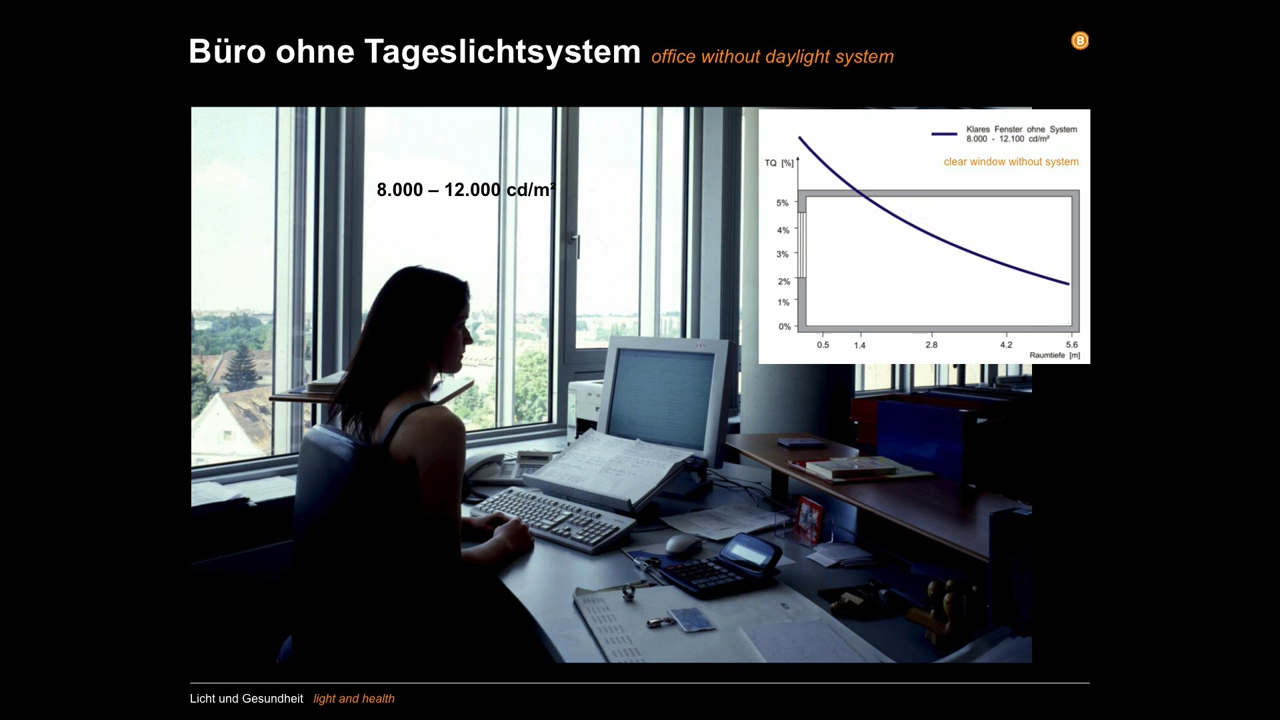 Büro ohne Tageslichtsystem office without daylight system
B
8.000 – 12.000 cd/m²
Klares Fenster ohne System
8.000 - 12.100 cd/m²
clear window without system
TQ [%]
5%
4%
3%
2%
1%
0%
0.5 1.4 2.8 4.2 5.6
Raumtiefe [m]
Licht und Gesundheit light and health